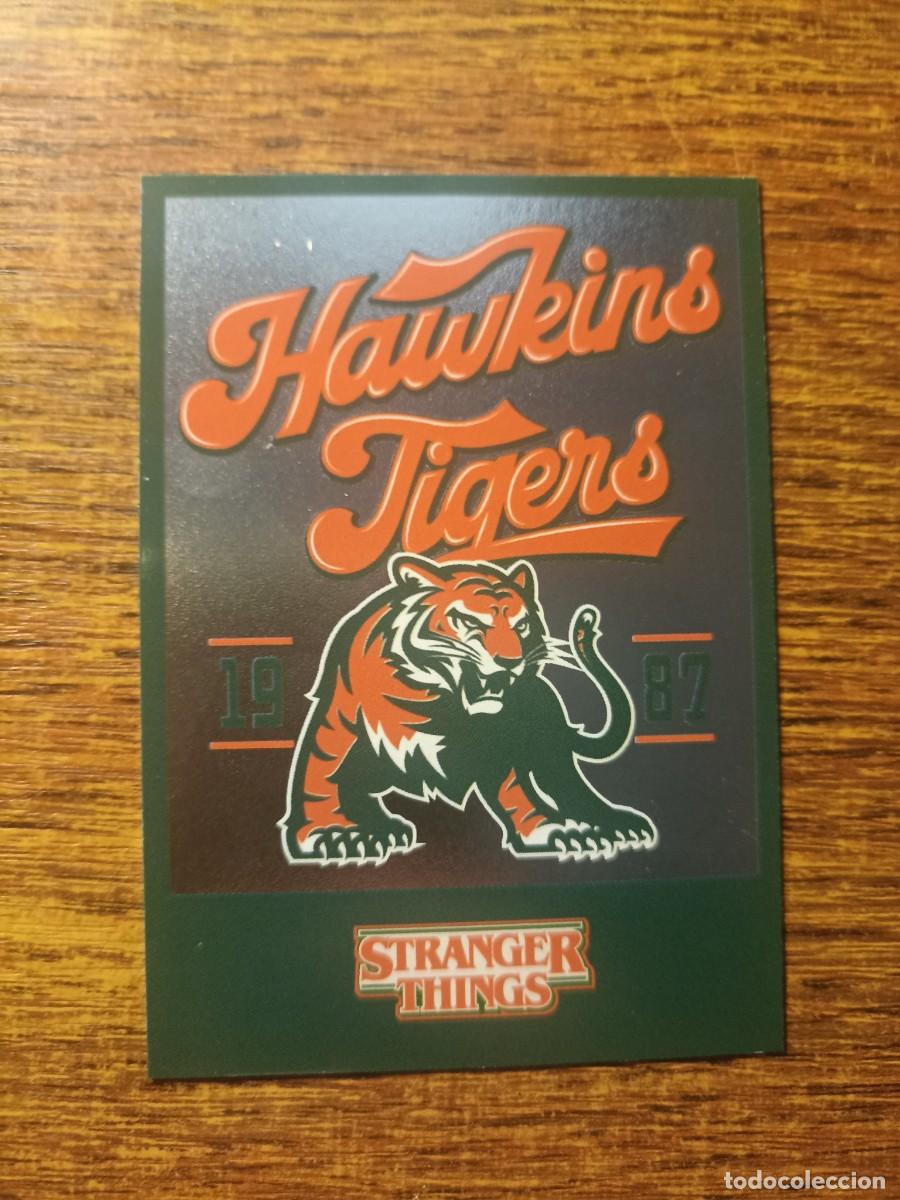 Hawkins
Tigers
19 87
STRANGER
THINGS
todocoleccion